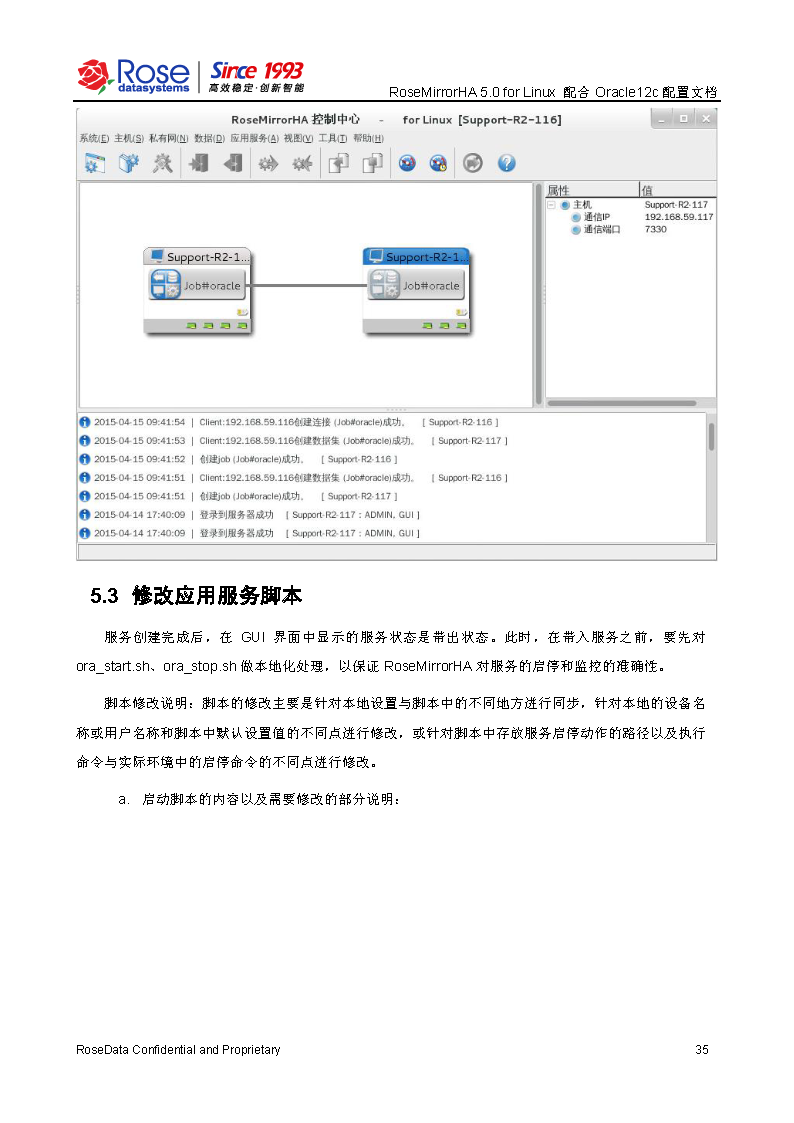 Rose
datasystems
Since 1993
高效稳定·创新智能
RoseMirrorHA 5.0 for Linux 配合 Oracle12c 配置文档
RoseMirrorHA 控制中心 - for Linux [Support-R2-116]
系统(E) 主机(S) 私有网(N) 数据(D) 应用服务(A) 视图(V) 工具(T) 帮助(H)
属性 值
主机 Support-R2-117
通信IP 192.168.59.117
通信端口 7330
Support-R2-1... Support-R2-1...
Job#oracle Job#oracle
2015-04-15 09:41:54 | Client:192.168.59.116创建连接 (Job#oracle)成功。 [ Support-R2-116 ]
2015-04-15 09:41:53 | Client:192.168.59.116创建数据集 (Job#oracle)成功。 [ Support-R2-117 ]
2015-04-15 09:41:52 | 创建job (Job#oracle)成功。 [ Support-R2-116 ]
2015-04-15 09:41:51 | Client:192.168.59.116创建数据集 (Job#oracle)成功。 [ Support-R2-116 ]
2015-04-15 09:41:51 | 创建job (Job#oracle)成功。 [ Support-R2-117 ]
2015-04-14 17:40:09 | 登录到服务器成功 [ Support-R2-117 : ADMIN, GUI ]
2015-04-14 17:40:09 | 登录到服务器成功 [ Support-R2-117 : ADMIN, GUI ]
5.3 修改应用服务脚本
服务创建完成后，在 GUI 界面中显示的服务状态是带出状态。此时，在带入服务之前，要先对
ora_start.sh、ora_stop.sh 做本地化处理，以保证 RoseMirrorHA 对服务的启停和监控的准确性。
脚本修改说明：脚本的修改主要是针对本地设置与脚本中的不同地方进行同步，针对本地的设备名
称或用户名称和脚本中默认设置值的不同点进行修改，或针对脚本中存放服务启停动作的路径以及执行
命令与实际环境中的启停命令的不同点进行修改。
a. 启动脚本的内容以及需要修改的部分说明：
RoseData Confidential and Proprietary 35